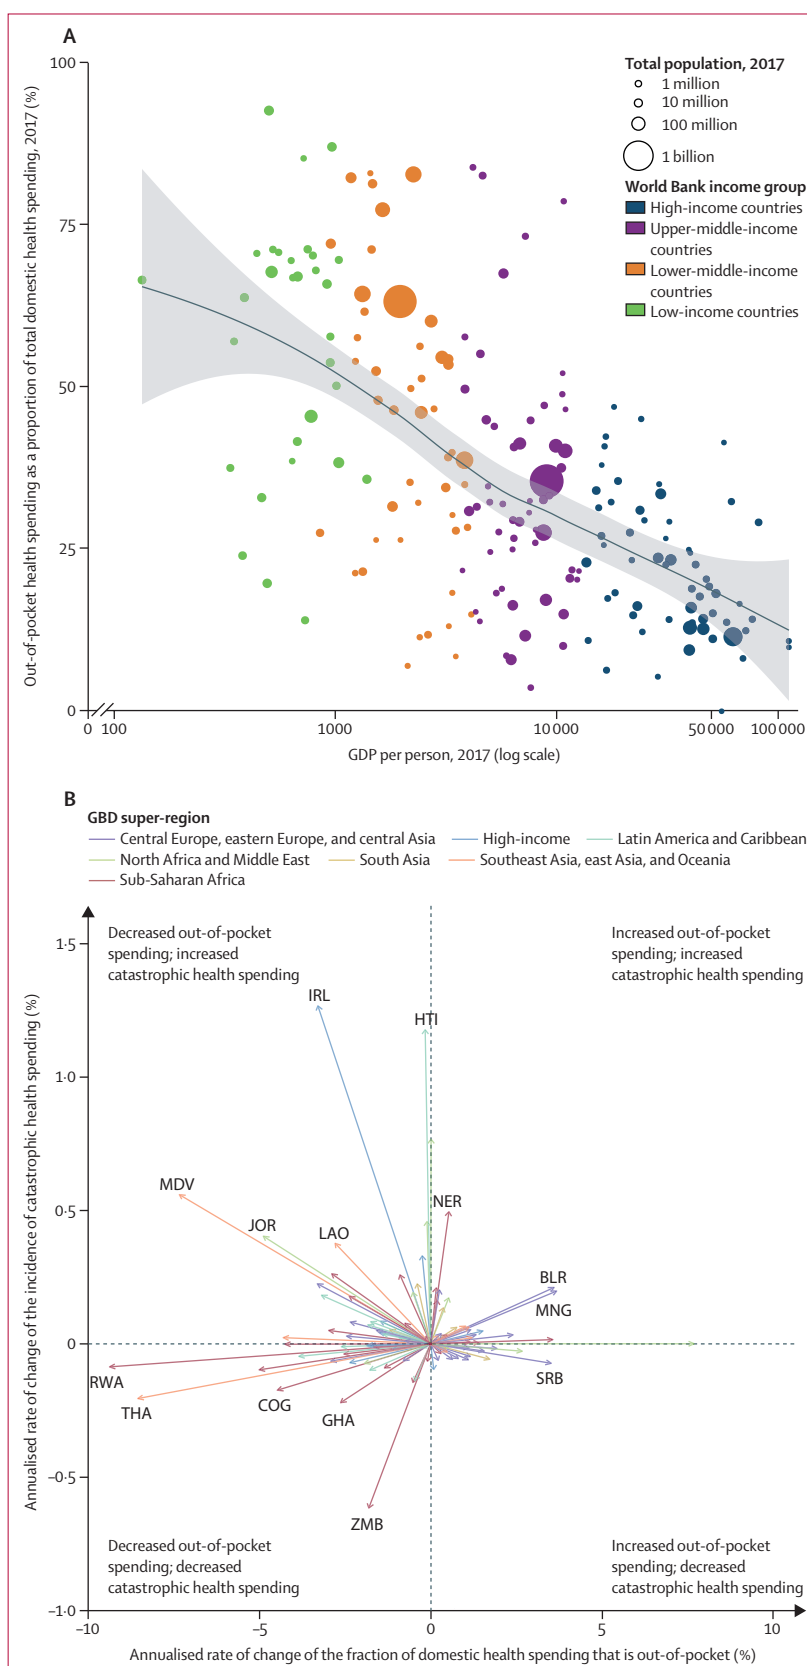 A
100
75
50
25
0
Out-of-pocket health spending as a proportion of total domestic health spending, 2017 (%)
Total population, 2017
1 million
10 million
100 million
1 billion
World Bank income group
High-income countries
Upper-middle-income
countries
Lower-middle-income
countries
Low-income countries
0 100 1000 10 000 50 000 100 000
GDP per person, 2017 (log scale)
B
GBD super-region
Central Europe, eastern Europe, and central Asia High-income Latin America and Caribbean
North Africa and Middle East South Asia Southeast Asia, east Asia, and Oceania
Sub-Saharan Africa
Decreased out-of-pocket
spending; increased
catastrophic health spending
Increased out-of-pocket
spending; increased
catastrophic health spending
1·5
1·0
0·5
0
–0·5
–1·0
Annualised rate of change of the incidence of catastrophic health spending (%)
IRL
HTI
MDV
NER
JOR
LAO
BLR
MNG
RWA
SRB
THA
COG
GHA
ZMB
Decreased out-of-pocket
spending; decreased
catastrophic health spending
Increased out-of-pocket
spending; decreased
catastrophic health spending
–10 –5 0 5 10
Annualised rate of change of the fraction of domestic health spending that is out-of-pocket (%)